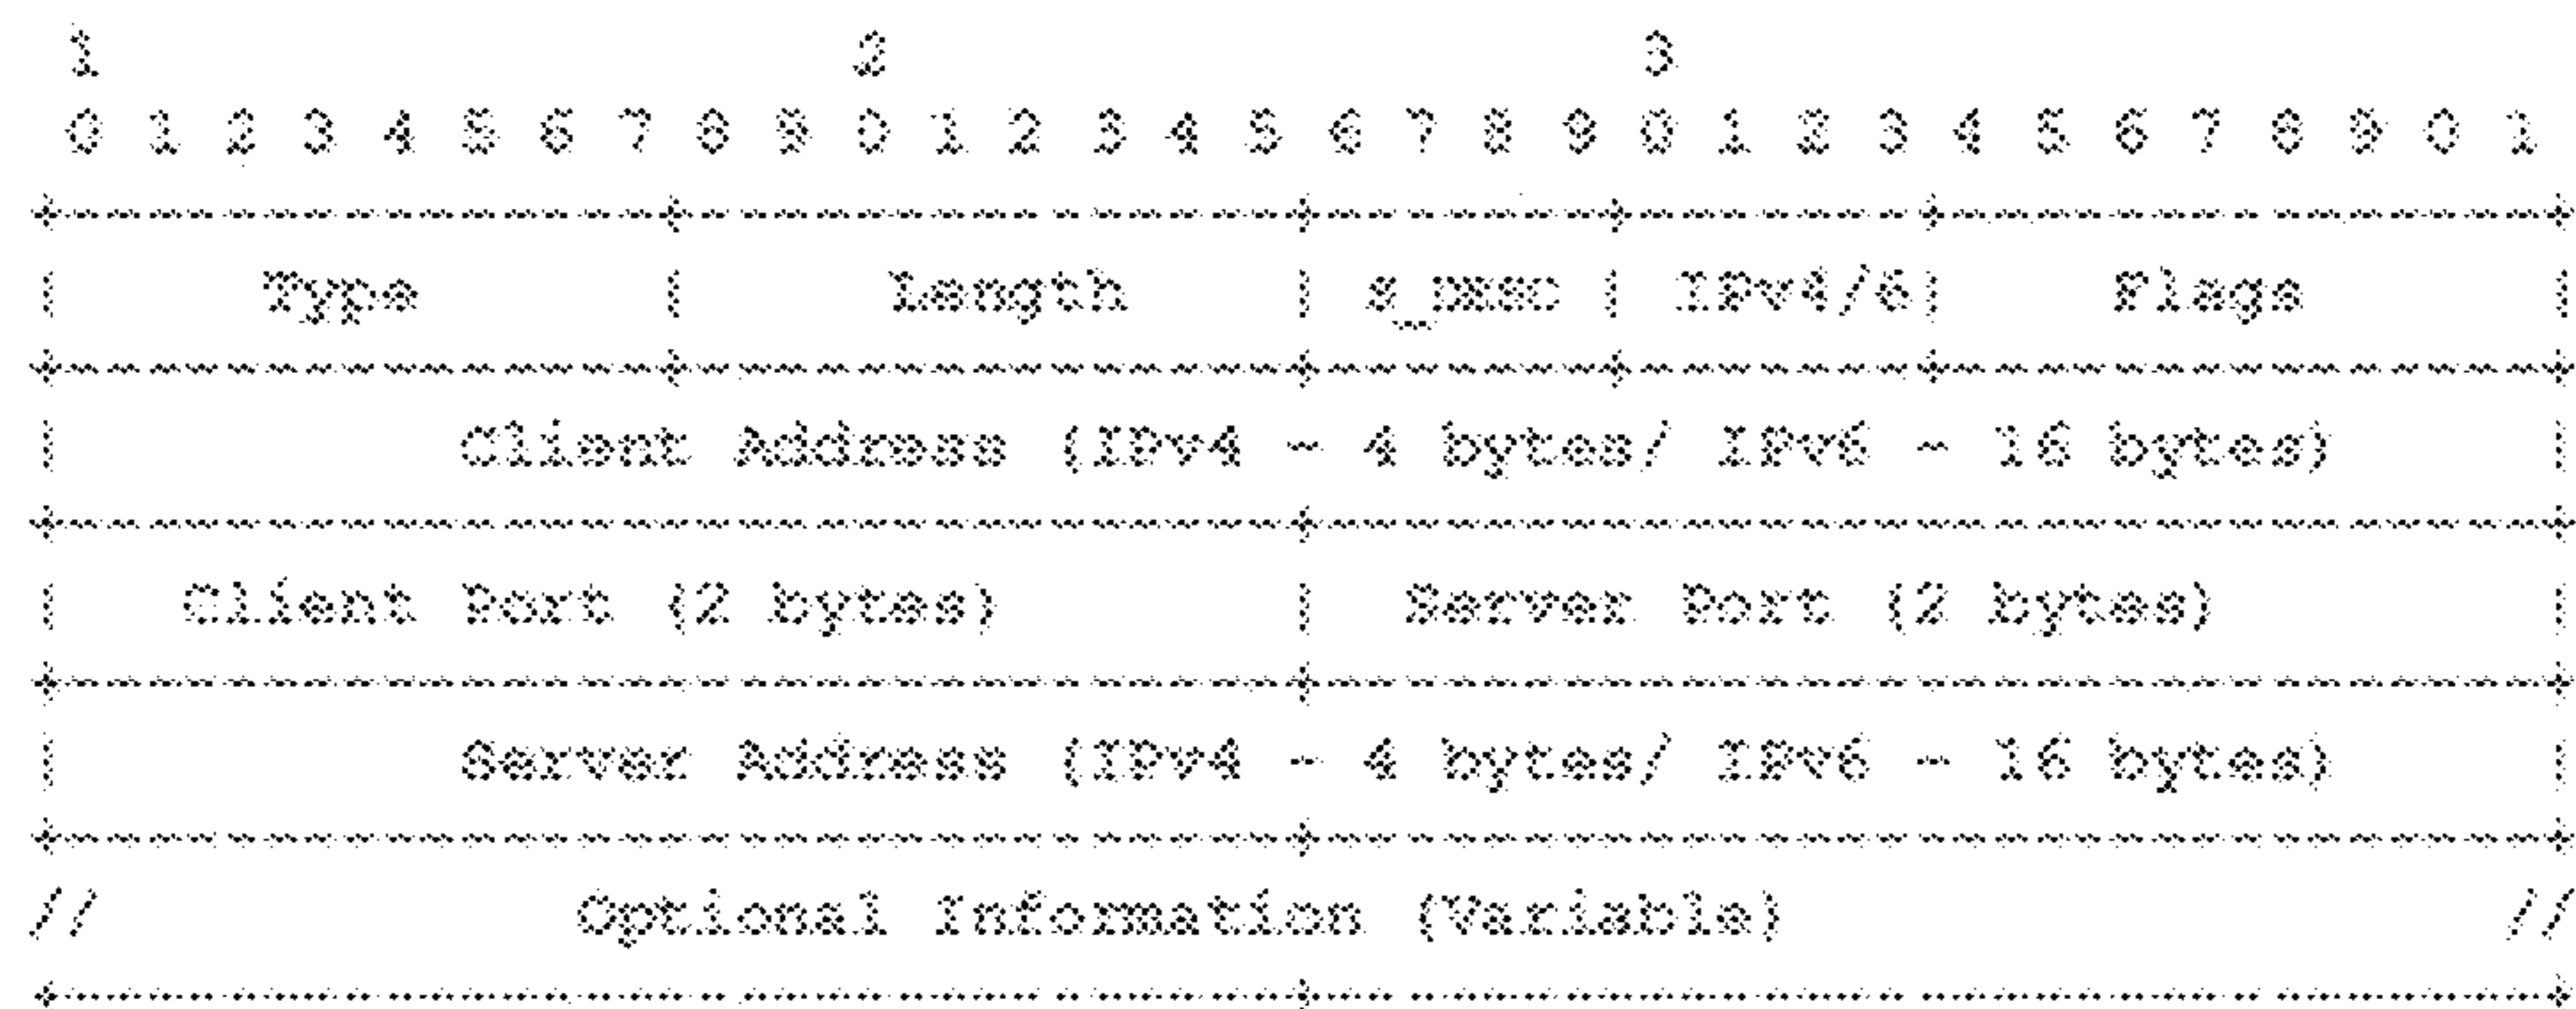 1 2 3
0 1 2 3 4 5 6 7 8 9 0 1 2 3 4 5 6 7 8 9 0 1 2 3 4 5 6 7 8 9 0 1
+---------------+---------------+-------+-------+---------------+
| Type | Length | s_pxsc | IPv4/6| Flags |
+---------------+---------------+-------+-------+---------------+
| Client Address (IPv4 - 4 bytes/ IPv6 - 16 bytes) |
+-------------------------------+-------------------------------+
| Client Port (2 bytes) | Server Port (2 bytes) |
+-------------------------------+-------------------------------+
| Server Address (IPv4 - 4 bytes/ IPv6 - 16 bytes) |
+-------------------------------+-------------------------------+
// Optional Information (Variable) //
+-------------------------------+-------------------------------+